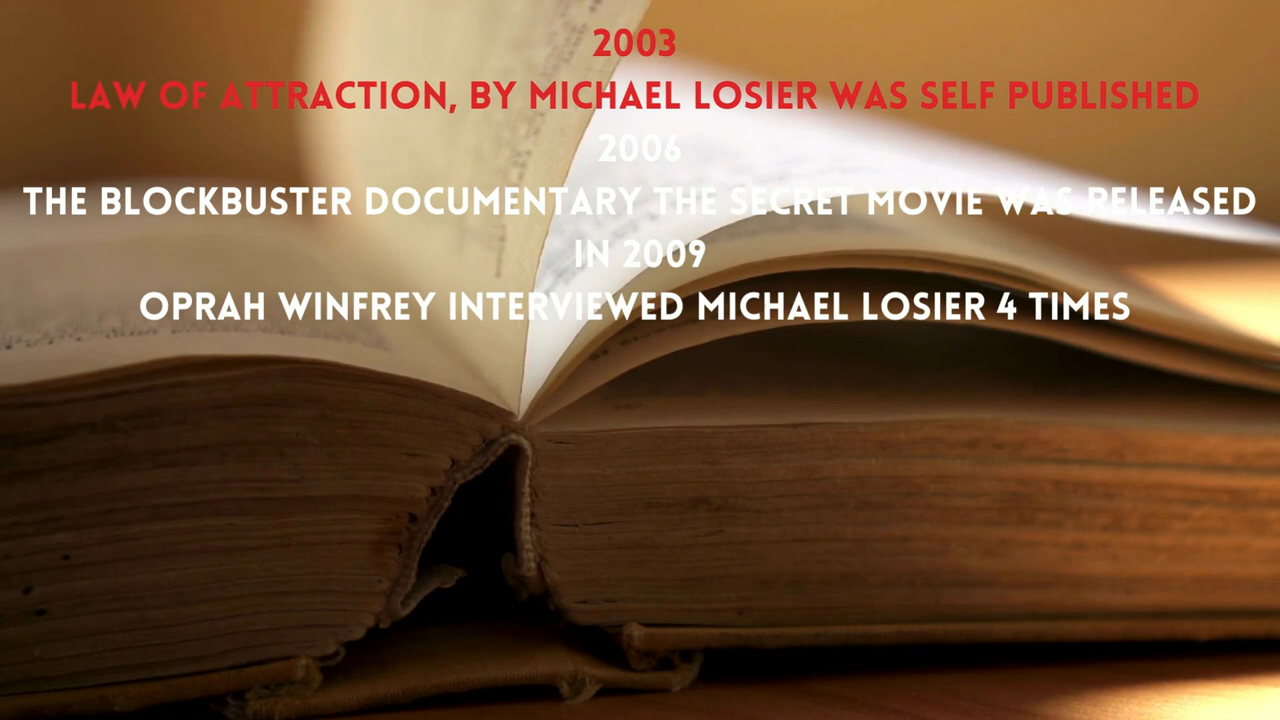 2003
LAW OF ATTRACTION, BY MICHAEL LOSIER WAS SELF PUBLISHED
2006
THE BLOCKBUSTER DOCUMENTARY THE SECRET MOVIE WAS RELEASED
IN 2009
OPRAH WINFREY INTERVIEWED MICHAEL LOSIER 4 TIMES